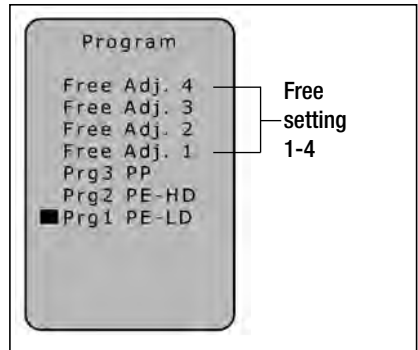 Program
Free Adj. 4
Free Adj. 3
Free Adj. 2
Free Adj. 1
Prg3 PP
Prg2 PE-HD
Prg1 PE-LD
Free
setting
1-4